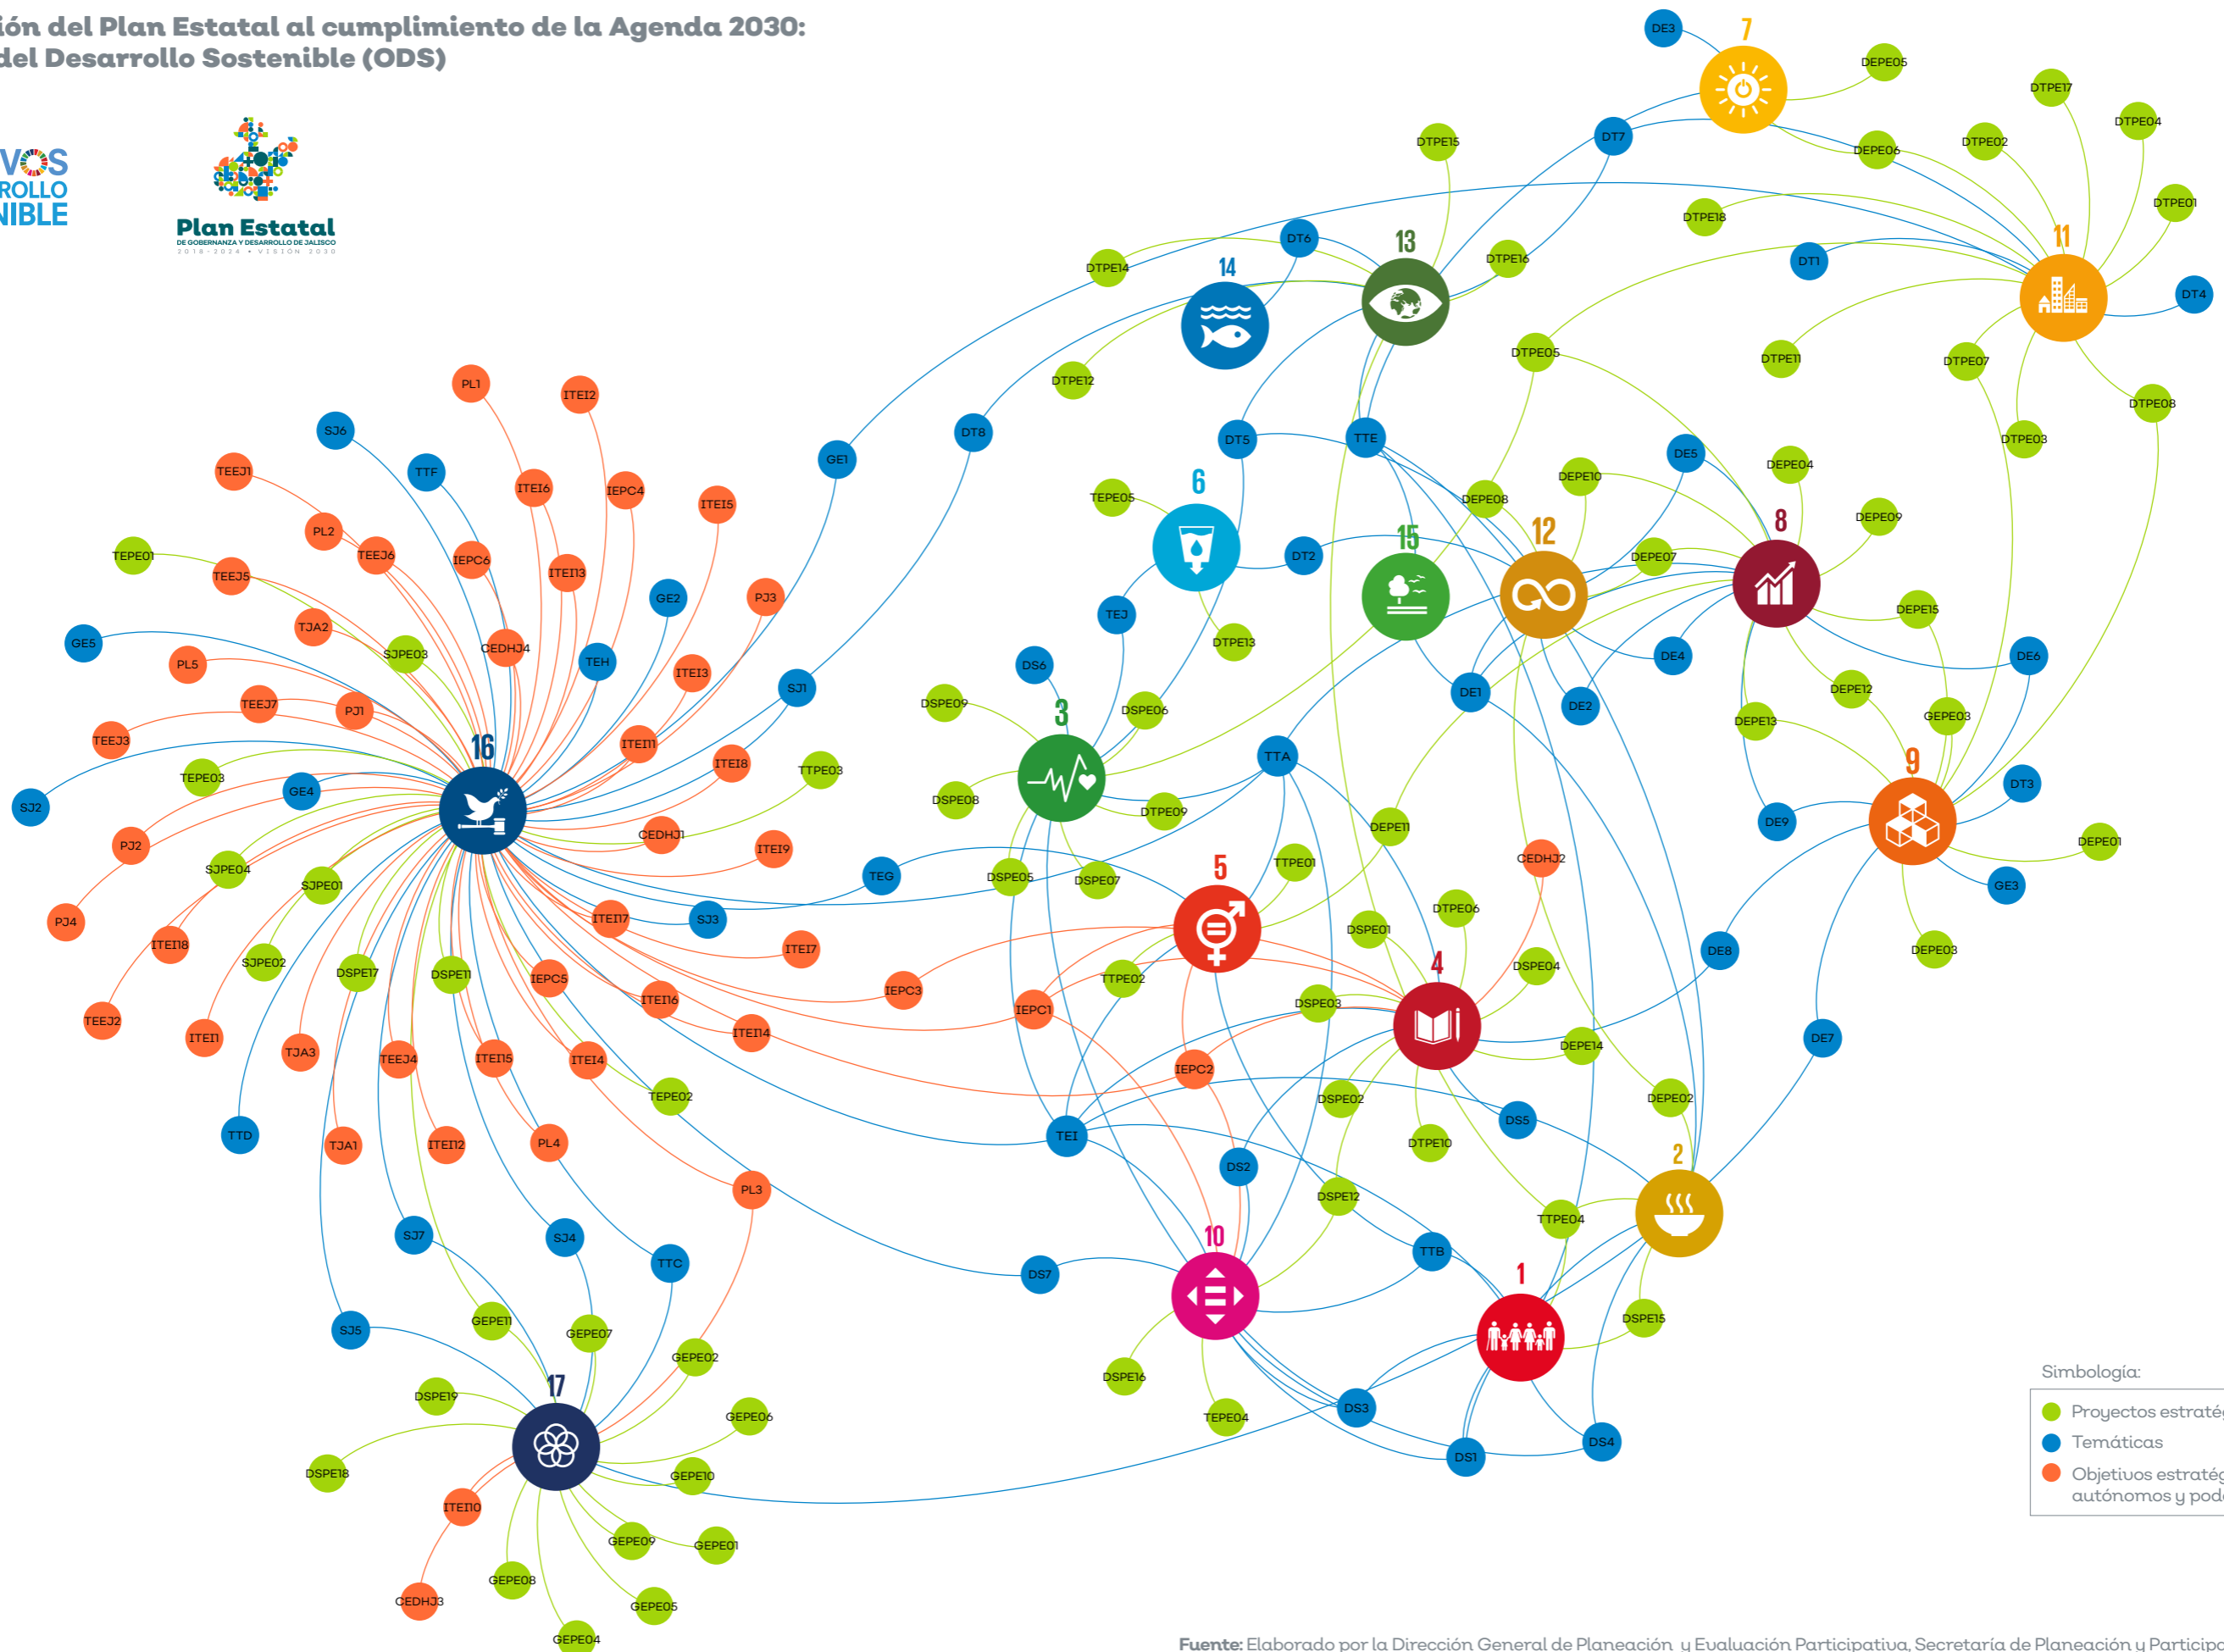 ión del Plan Estatal al cumplimiento de la Agenda 2030:
del Desarrollo Sostenible (ODS)
VOS
ROLLO
NIBLE
Plan Estatal
DE GOBERNANZA Y DESARROLLO DE JALISCO
2018-2024 • VISIÓN 2030
DE3
7
DEPE05
DTPE17
DTPE04
DT7
DTPE15
DEPE06
DTPE02
DTPE01
DTPE18
DT6
13
11
DTPE14
14
DTPE16
DT1
DT4
DTPE05
DTPE11
DTPE07
DTPE12
PL1
ITEI2
DTPE08
SJ6
DT8
DT5
TTE
DTPE03
GE1
DE5
TEEJ1
TTF
DEPE04
DEPE10
6
ITEI6
IEPC4
ITEI5
TEPE05
DEPE08
12
8
DEPE09
PL2
15
TEPE01
TEEJ6
IEPC6
DT2
DEPE07
TEEJ5
ITEI13
GE2
PJ3
TEJ
DEPE15
TJA2
GE5
SJPE03
CEDHJ4
DTPE13
PL5
TEH
DS6
DE4
DE6
ITEI3
SJ1
DE1
DEPE12
TEEJ7
PJ1
DSPE09
3
DSPE06
DE2
DEPE13
GEPE03
TEEJ3
16
ITEI11
TEPE03
ITEI8
TTPE03
TTA
9
DT3
SJ2
GE4
DSPE08
DTPE09
DE9
PJ2
CEDHJ1
ITEI9
DEPE11
DEPE01
SJPE04
SJPE01
TEG
DSPE05
DSPE07
5
TTPE01
CEDHJ2
GE3
PJ4
ITEI17
SJ3
DTPE06
ITEI18
SJPE02
ITEI7
DSPE01
DE8
DEPE03
DSPE17
DSPE11
IEPC5
IEPC3
TTPE02
4
DSPE04
TEEJ2
ITEI16
IEPC1
DSPE03
ITEI1
ITEI14
DEPE14
DE7
TJA3
TEEJ4
ITEI15
ITEI4
IEPC2
TEPE02
DSPE02
DEPE02
TTD
TJA1
ITEI12
PL4
TEI
DTPE10
DS5
2
DS2
PL3
DSPE12
TTPE04
SJ7
SJ4
TTC
DS7
10
TTB
1
SJ5
GEPE11
GEPE07
DSPE15
GEPE02
DSPE16
DSPE19
17
GEPE06
TEPE04
DS3
DSPE18
GEPE10
DS1
DS4
ITEI10
GEPE09
GEPE01
GEPE08
CEDHJ3
GEPE05
GEPE04
Simbología:
Proyectos estraté
Temáticas
Objetivos estratég
autónomos y pod
Fuente: Elaborado por la Dirección General de Planeación y Evaluación Participativa, Secretaría de Planeación y Participa